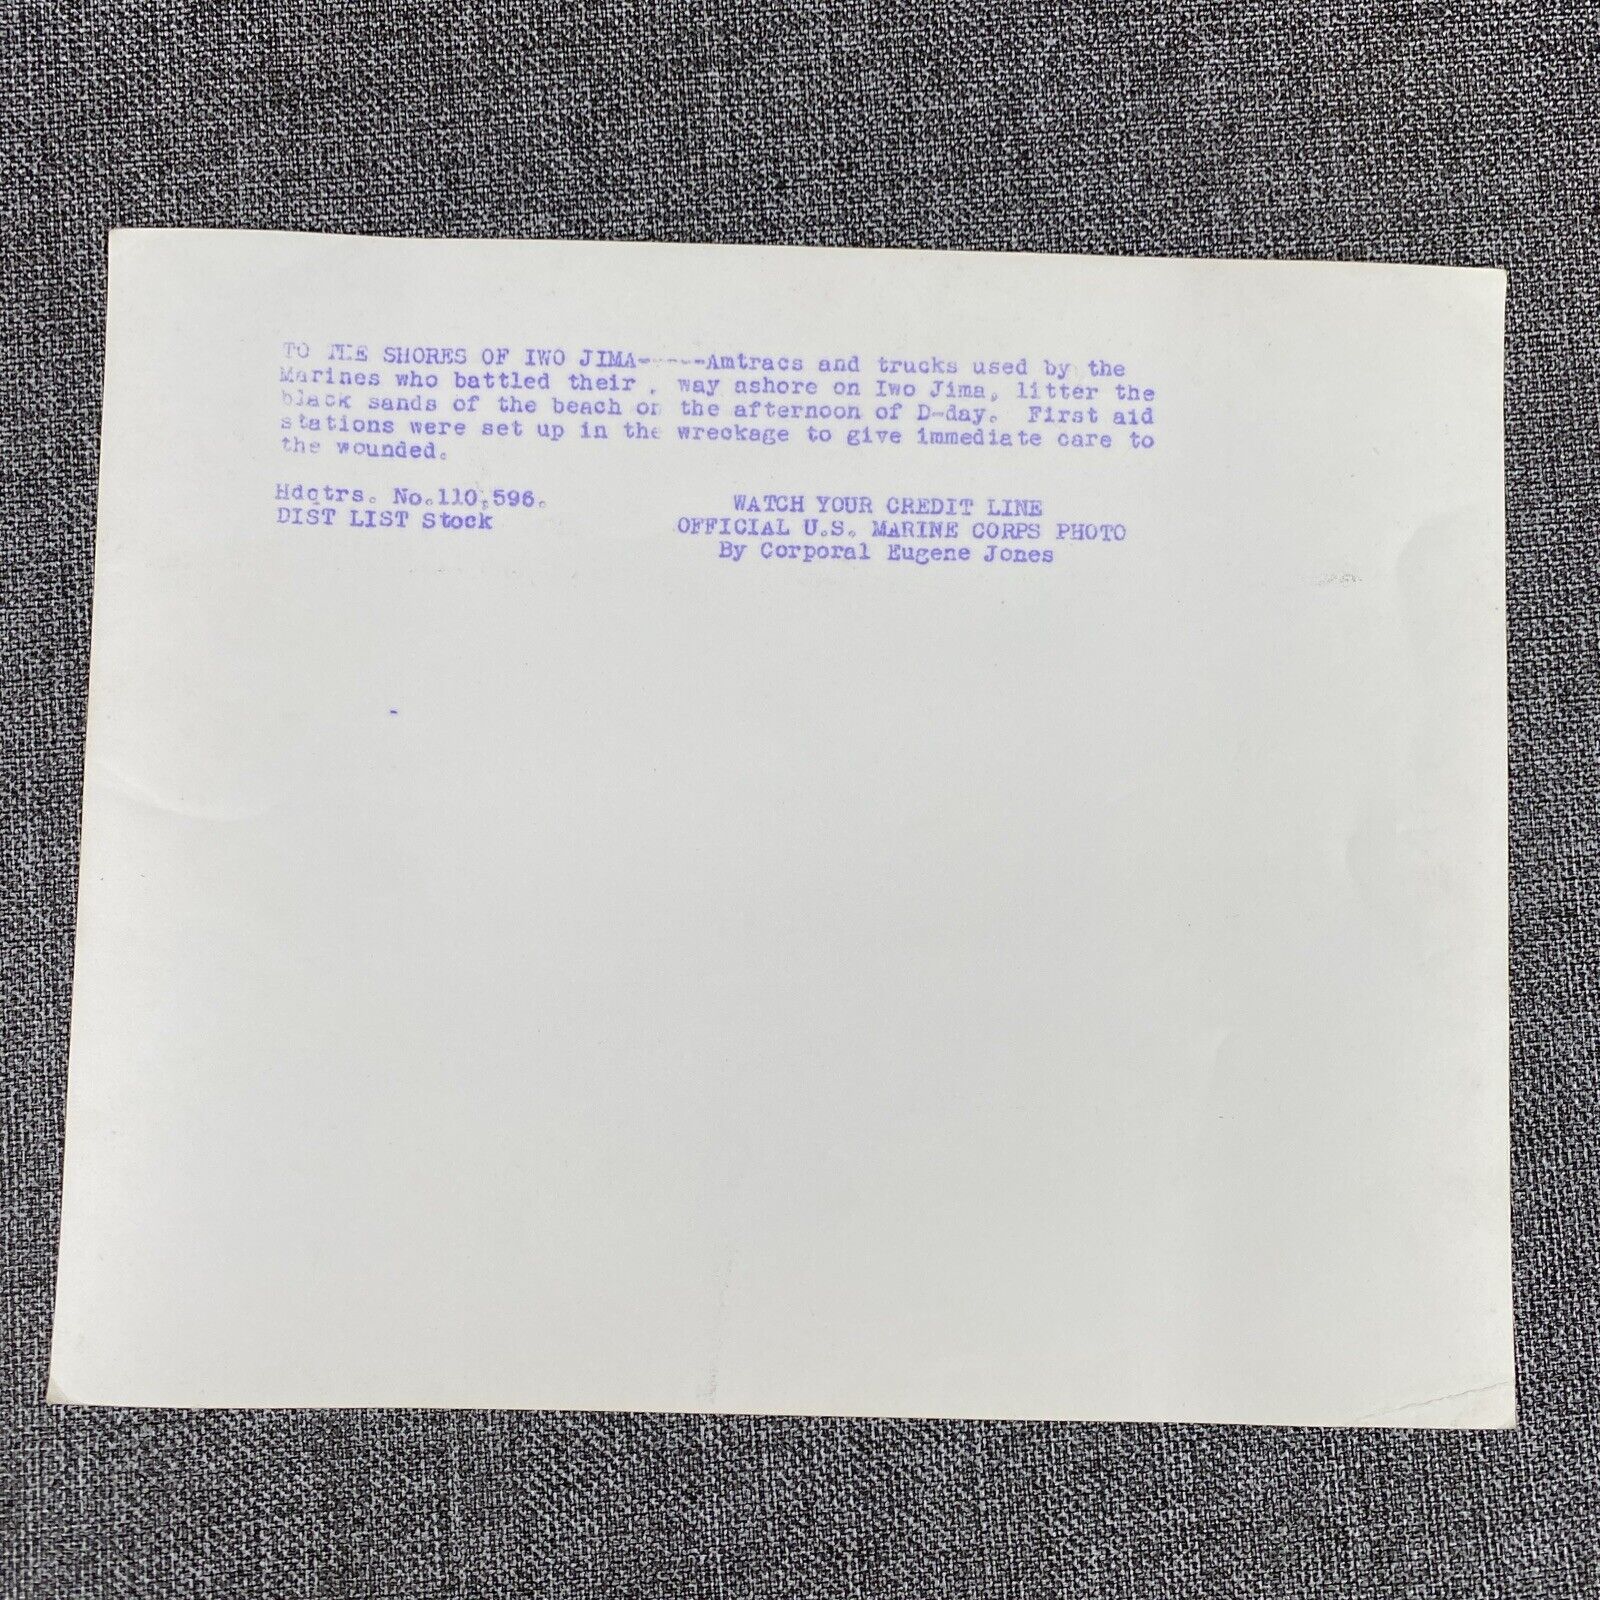 TO THE SHORES OF IWO JIMA-----Amtracs and trucks used by the
Marines who battled their . way ashore on Iwo Jima, litter the
black sands of the beach on the afternoon of D-day. First aid
stations were set up in the wreckage to give immediate care to
the wounded.
Hdqtrs. No.110,596.
DIST LIST Stock
WATCH YOUR CREDIT LINE
OFFICIAL U.S. MARINE CORPS PHOTO
By Corporal Eugene Jones